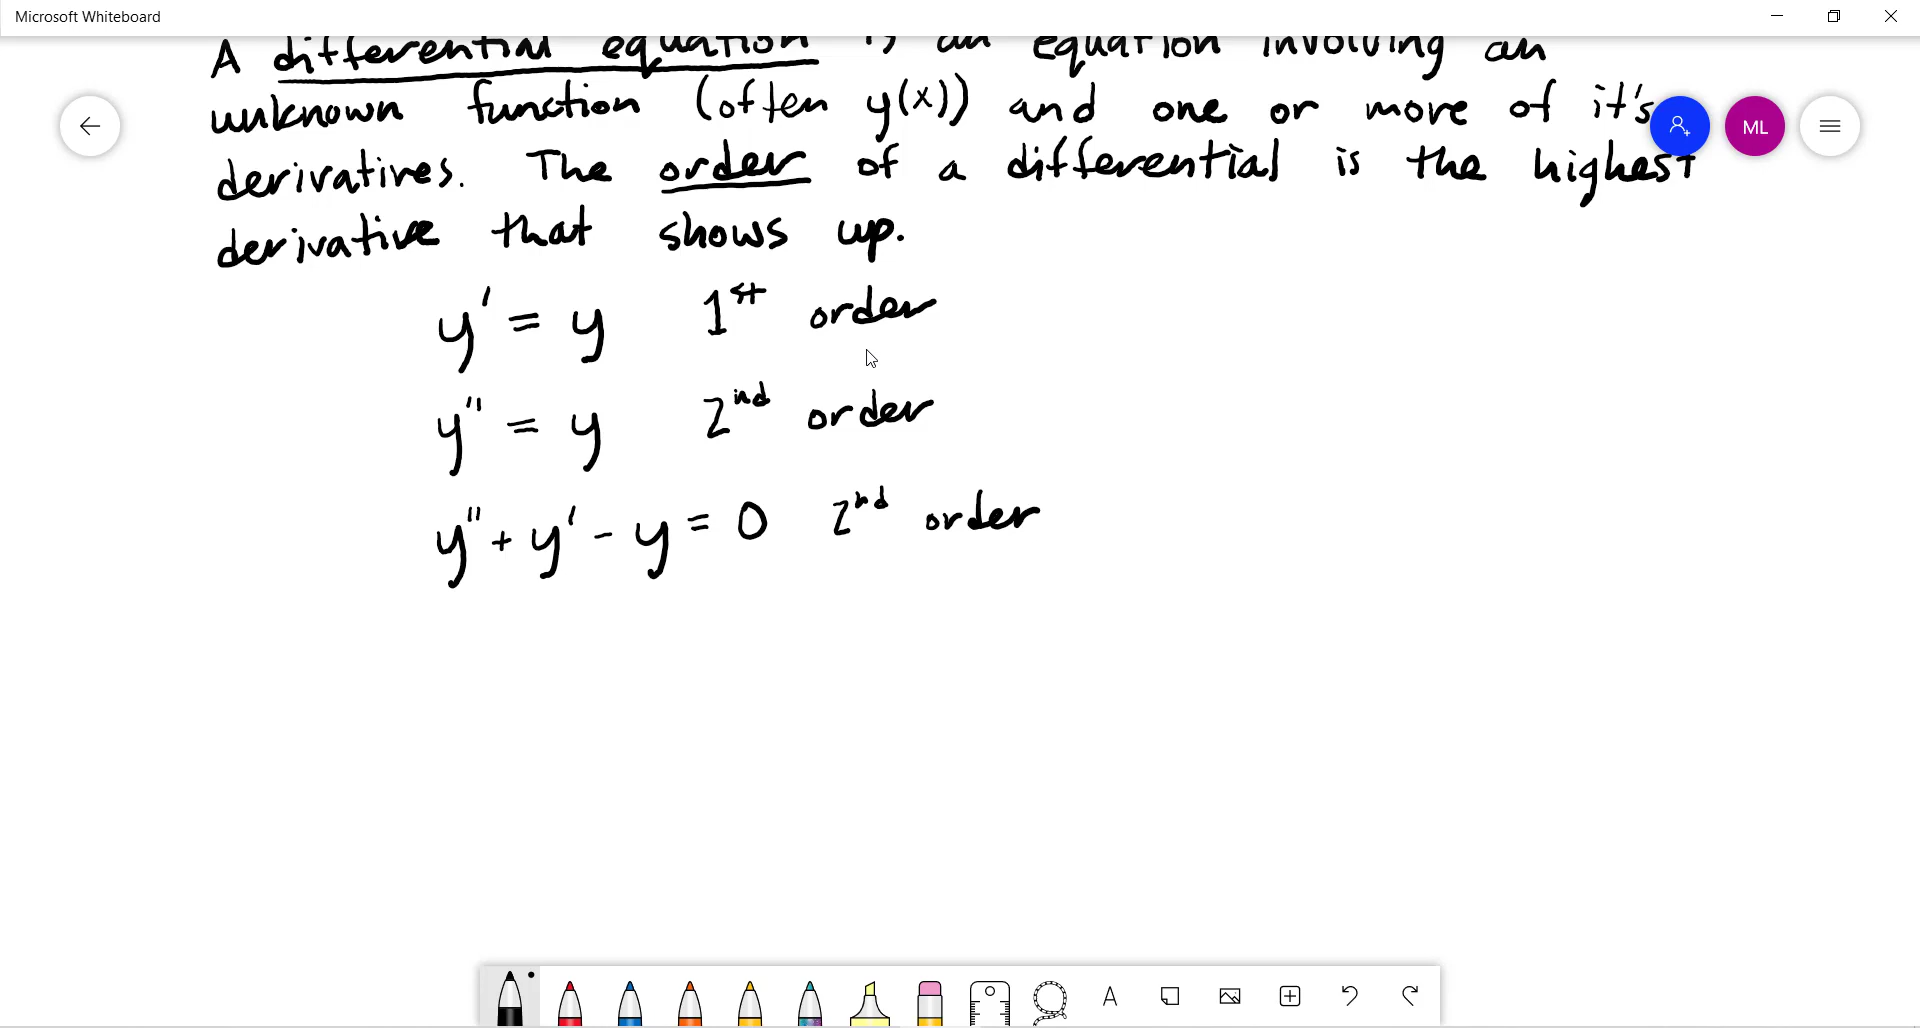 Microsoft Whiteboard
A differential equation is an equation involving an
unknown function (often y(x)) and one or more of it's
ML
derivatives. The order of a differential is the highest
derivative that shows up.
y' = y 1st order
y" = y 2nd order
y" + y' - y = 0 2nd order
A